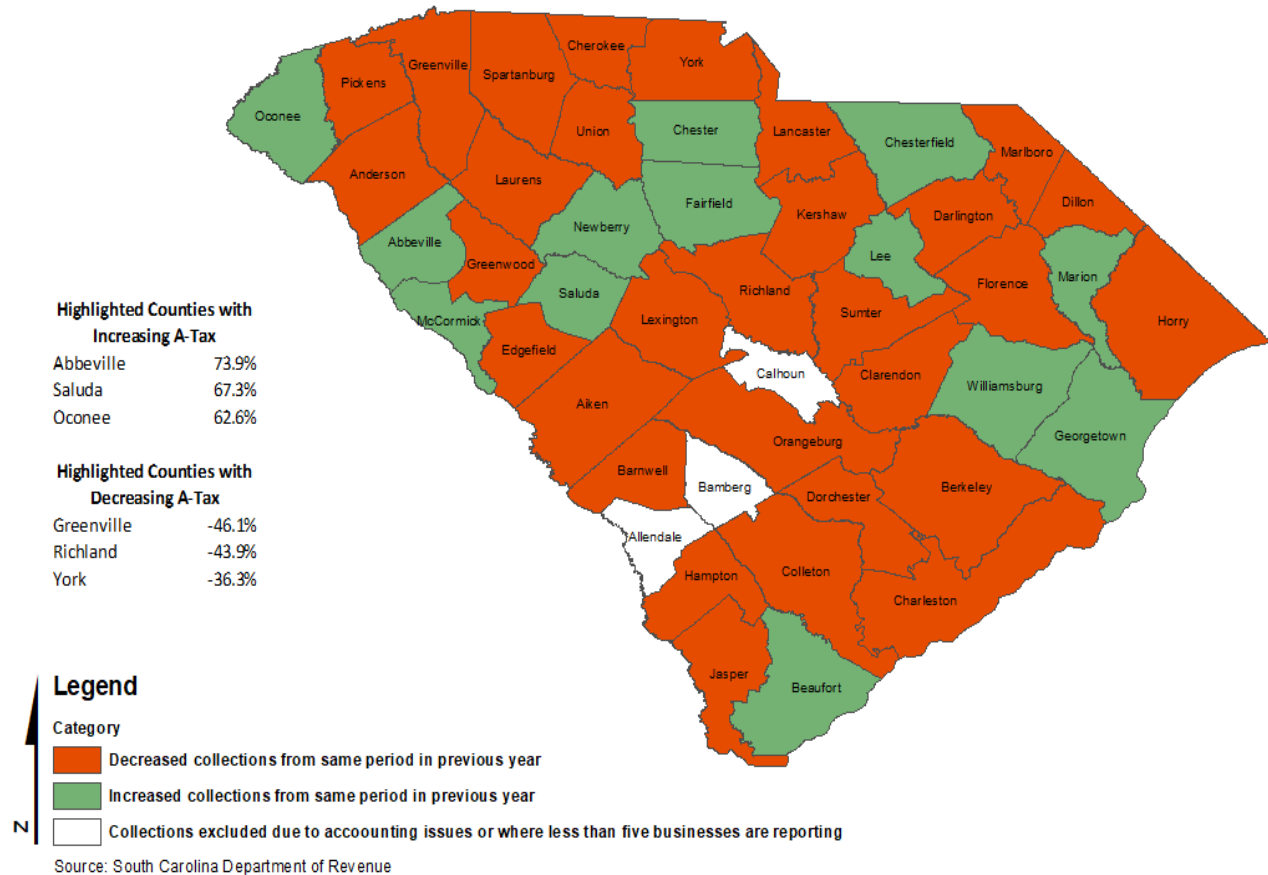 Cherokee
York
Greenville
Spartanburg
Pickens
Oconee
Union
Chester
Lancaster
Chesterfield
Marlboro
Anderson
Laurens
Fairfield
Kershaw
Darlington
Dillon
Newberry
Abbeville
Greenwood
Lee
Marion
Saluda
Richland
Florence
McCormick
Lexington
Sumter
Horry
Edgefield
Calhoun
Clarendon
Williamsburg
Aiken
Orangeburg
Georgetown
Barnwell
Bamberg
Dorchester
Berkeley
Allendale
Hampton
Colleton
Charleston
Jasper
Beaufort
Highlighted Counties with
Increasing A-Tax
Abbeville 73.9%
Saluda 67.3%
Oconee 62.6%
Highlighted Counties with
Decreasing A-Tax
Greenville -46.1%
Richland -43.9%
York -36.3%
Legend
Category
Decreased collections from same period in previous year
Increased collections from same period in previous year
Collections excluded due to accounting issues or where less than five businesses are reporting
N
Source: South Carolina Department of Revenue